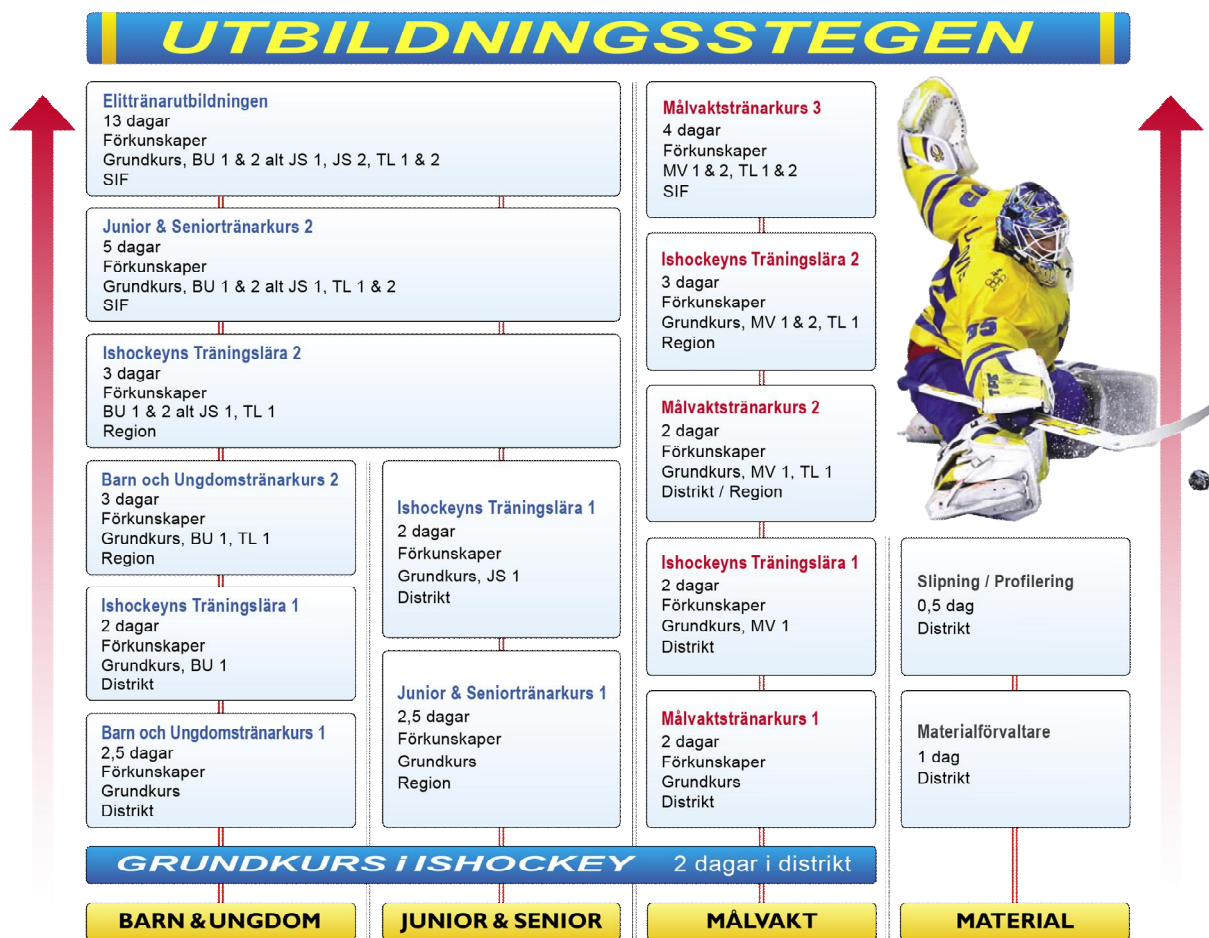 UTBILDNINGSSTEGEN
Elittränarutbildningen
13 dagar
Förkunskaper
Grundkurs, BU 1 & 2 alt JS 1, JS 2, TL 1 & 2
SIF
Junior & Seniortränarkurs 2
5 dagar
Förkunskaper
Grundkurs, BU 1 & 2 alt JS 1, TL 1 & 2
SIF
Ishockeyns Träningslära 2
3 dagar
Förkunskaper
BU 1 & 2 alt JS 1, TL 1
Region
Barn och Ungdomstränarkurs 2
3 dagar
Förkunskaper
Grundkurs, BU 1, TL 1
Region
Ishockeyns Träningslära 1
2 dagar
Förkunskaper
Grundkurs, BU 1
Distrikt
Barn och Ungdomstränarkurs 1
2,5 dagar
Förkunskaper
Grundkurs
Distrikt
Ishockeyns Träningslära 1
2 dagar
Förkunskaper
Grundkurs, JS 1
Distrikt
Junior & Seniortränarkurs 1
2,5 dagar
Förkunskaper
Grundkurs
Region
Målvaktstränarkurs 3
4 dagar
Förkunskaper
MV 1 & 2, TL 1 & 2
SIF
Ishockeyns Träningslära 2
3 dagar
Förkunskaper
Grundkurs, MV 1 & 2, TL 1
Region
Målvaktstränarkurs 2
2 dagar
Förkunskaper
Grundkurs, MV 1, TL 1
Distrikt / Region
Ishockeyns Träningslära 1
2 dagar
Förkunskaper
Grundkurs, MV 1
Distrikt
Målvaktstränarkurs 1
2 dagar
Förkunskaper
Grundkurs
Distrikt
35
Slipning / Profilering
0,5 dag
Distrikt
Materialförvaltare
1 dag
Distrikt
GRUNDKURS i ISHOCKEY 2 dagar i distrikt
BARN & UNGDOM
JUNIOR & SENIOR
MÅLVAKT
MATERIAL